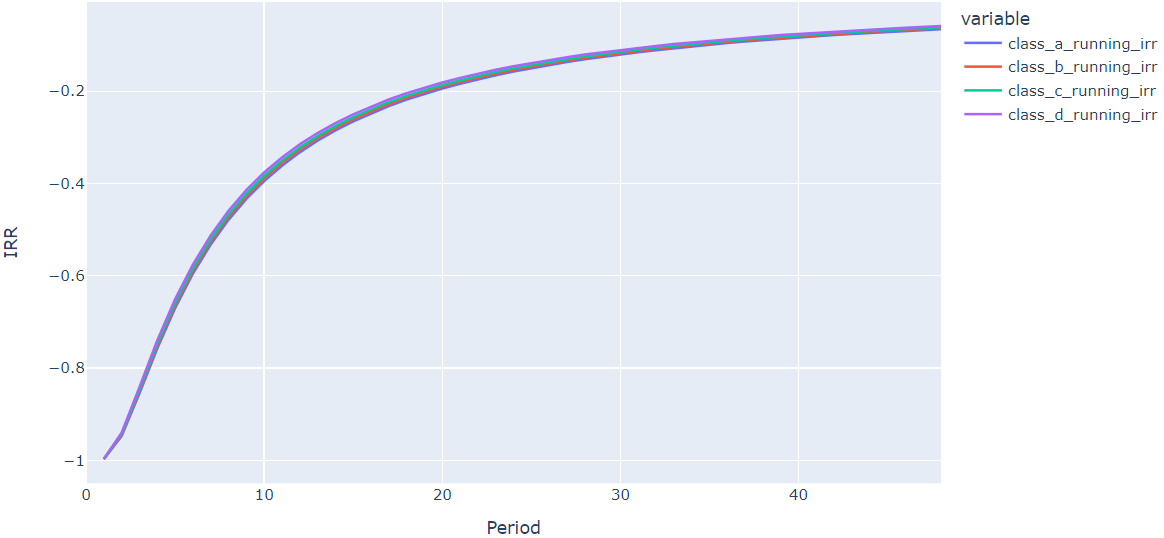 variable
class_a_running_irr
class_b_running_irr
class_c_running_irr
class_d_running_irr
IRR
−0.2
−0.4
−0.6
−0.8
−1
0 10 20 30 40
Period